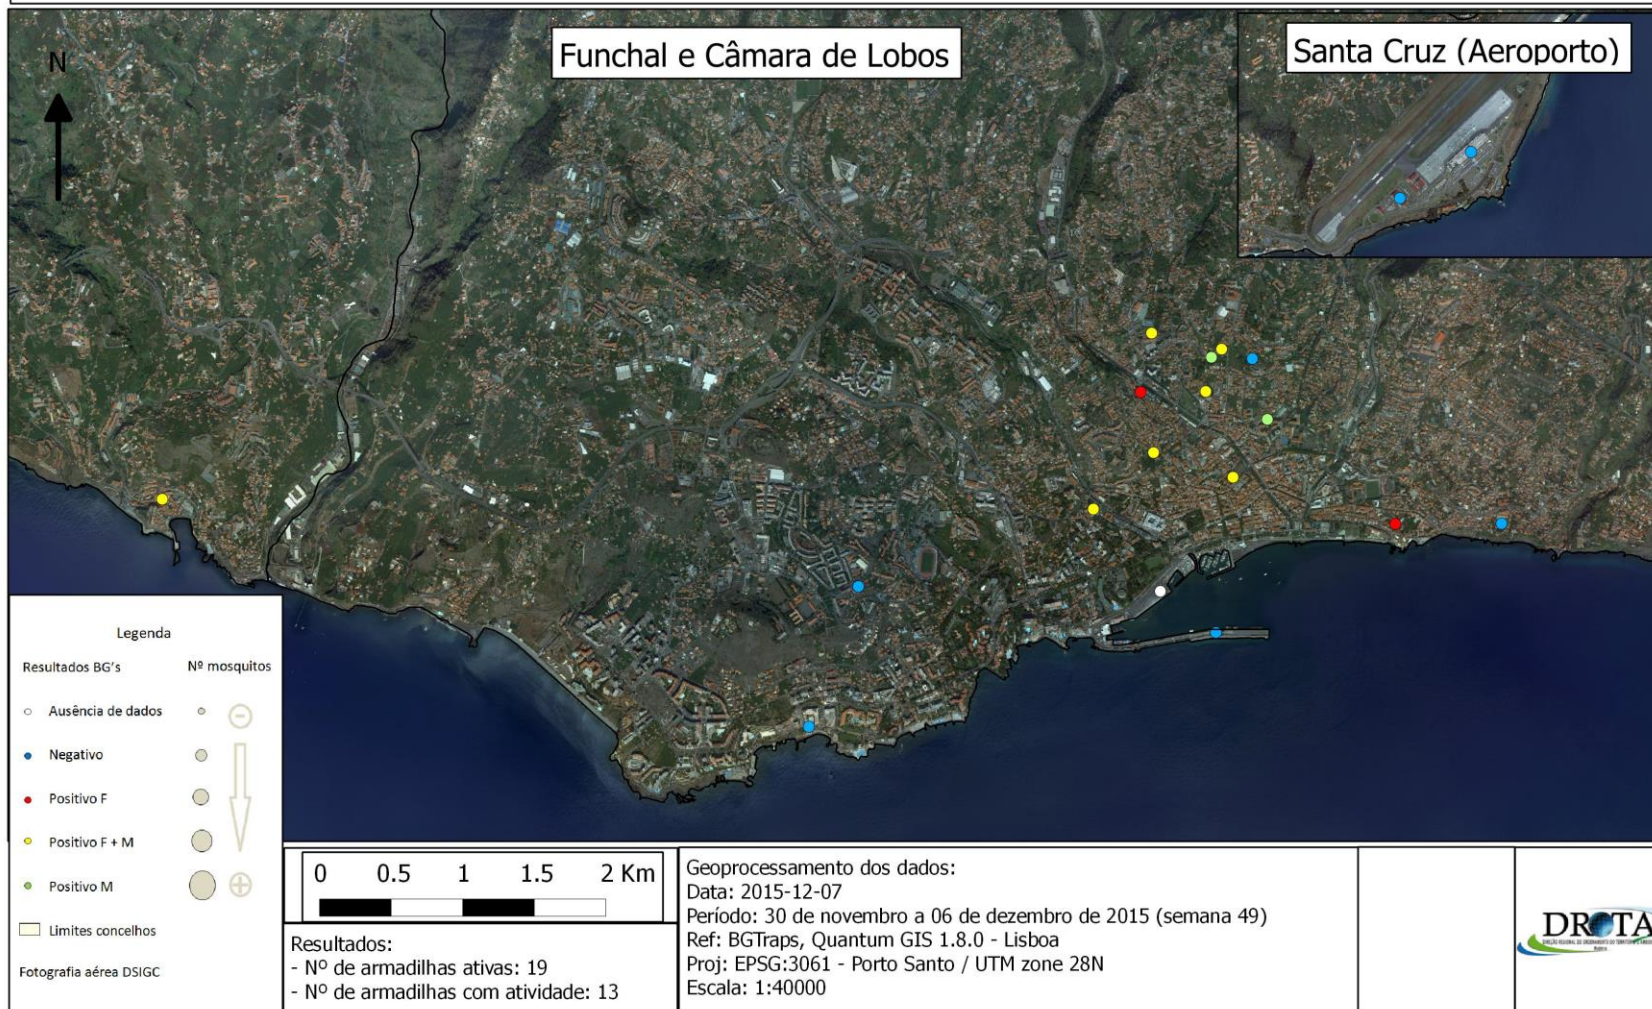 Funchal e Câmara de Lobos
Santa Cruz (Aeroporto)
N
Legenda
Resultados BG's
Nº mosquitos
Ausência de dados
Negativo
Positivo F
Positivo F + M
Positivo M
Limites concelhos
Fotografia aérea DSIGC
0 0.5 1 1.5 2 Km
Resultados:
- Nº de armadilhas ativas: 19
- Nº de armadilhas com atividade: 13
Geoprocessamento dos dados:
Data: 2015-12-07
Período: 30 de novembro a 06 de dezembro de 2015 (semana 49)
Ref: BGTraps, Quantum GIS 1.8.0 - Lisboa
Proj: EPSG:3061 - Porto Santo / UTM zone 28N
Escala: 1:40000
DROTA